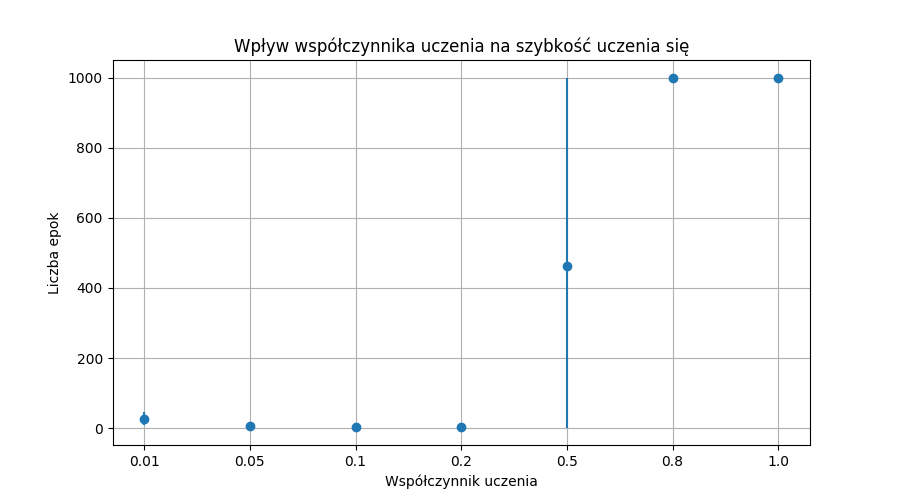 Wpływ współczynnika uczenia na szybkość uczenia się
1000
800
600
400
200
0
Liczba epok
0.01 0.05 0.1 0.2 0.5 0.8 1.0
Współczynnik uczenia